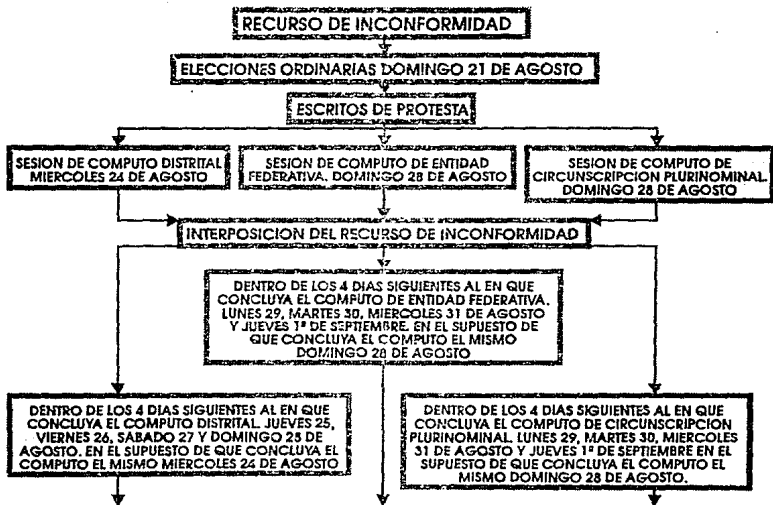 RECURSO DE INCONFORMIDAD
ELECCIONES ORDINARIAS DOMINGO 21 DE AGOSTO
ESCRITOS DE PROTESTA
SESION DE COMPUTO DISTRITAL
MIERCOLES 24 DE AGOSTO
SESION DE COMPUTO DE ENTIDAD
FEDERATIVA. DOMINGO 28 DE AGOSTO
SESION DE COMPUTO DE
CIRCUNSCRIPCION PLURINOMINAL.
DOMINGO 28 DE AGOSTO
INTERPOSICION DEL RECURSO DE INCONFORMIDAD
DENTRO DE LOS 4 DIAS SIGUIENTES AL EN QUE
CONCLUYA EL COMPUTO DE ENTIDAD FEDERATIVA.
LUNES 29, MARTES 30, MIERCOLES 31 DE AGOSTO
Y JUEVES 1º DE SEPTIEMBRE. EN EL SUPUESTO DE
QUE CONCLUYA EL COMPUTO EL MISMO
DOMINGO 28 DE AGOSTO
DENTRO DE LOS 4 DIAS SIGUIENTES AL EN QUE
CONCLUYA EL COMPUTO DISTRITAL. JUEVES 25,
VIERNES 26, SABADO 27 Y DOMINGO 28 DE
AGOSTO. EN EL SUPUESTO DE QUE CONCLUYA EL
COMPUTO EL MISMO MIERCOLES 24 DE AGOSTO
DENTRO DE LOS 4 DIAS SIGUIENTES AL EN QUE
CONCLUYA EL COMPUTO DE CIRCUNSCRIPCION
PLURINOMINAL. LUNES 29, MARTES 30, MIERCOLES
31 DE AGOSTO Y JUEVES 1º DE SEPTIEMBRE EN EL
SUPUESTO DE QUE CONCLUYA EL COMPUTO EL
MISMO DOMINGO 28 DE AGOSTO.